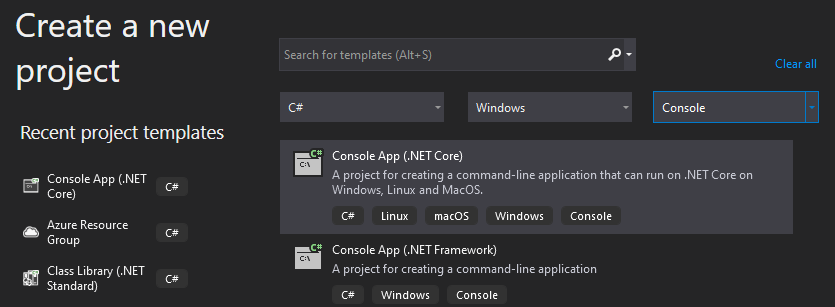 Create a new
project
Search for templates (Alt+S)
Clear all
C#
Windows
Console
Recent project templates
Console App (.NET
Core)
C#
Azure Resource
Group
C#
Class Library (.NET
Standard)
C#
C#
C:\
Console App (.NET Core)
A project for creating a command-line application that can run on .NET Core on
Windows, Linux and MacOS.
C#
Linux
macOS
Windows
Console
C#
C:\
Console App (.NET Framework)
A project for creating a command-line application
C#
Windows
Console